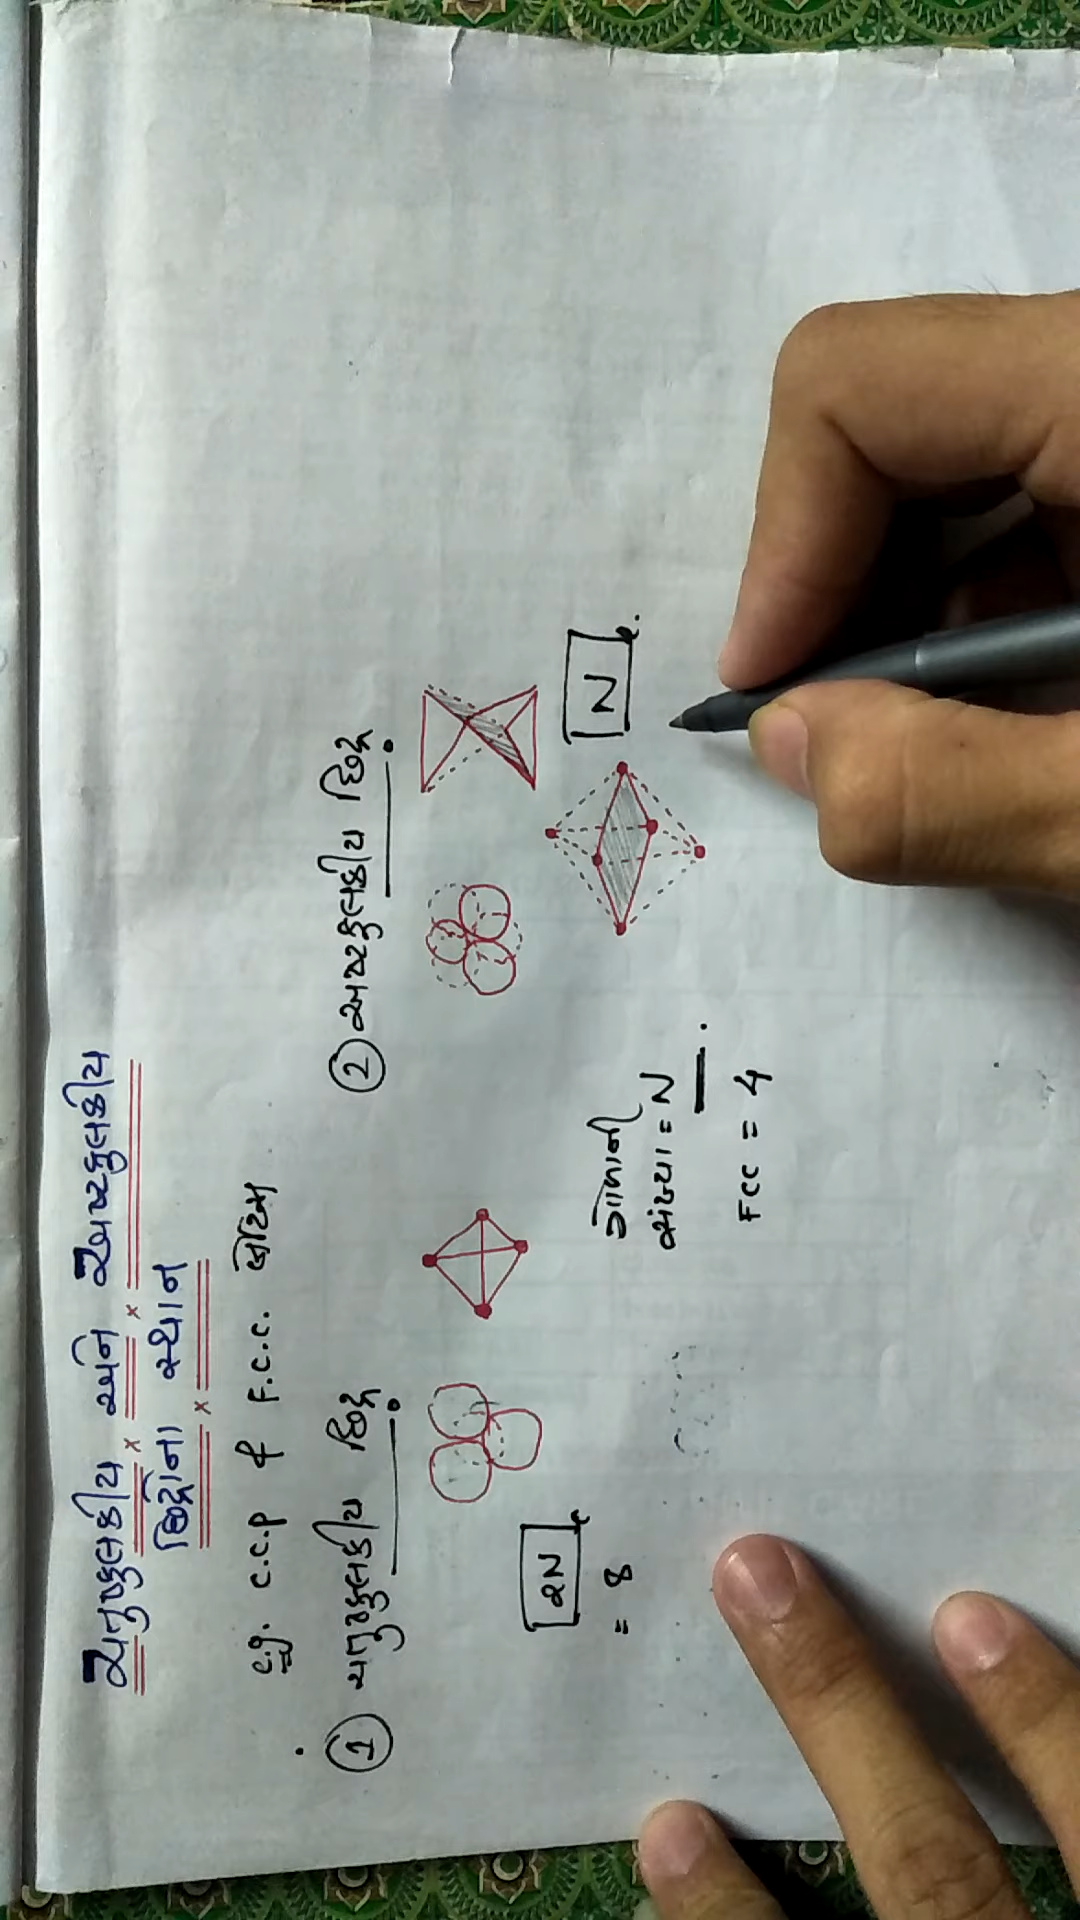 ચતુષ્ફલકીય અને અષ્ટફલકીય
છિદ્રોના સ્થાન
e.g. C.C.P & F.C.C.
① ચતુષ્ફલકીય છિદ્ર
② અષ્ટફલકીય છિદ્ર
2N
= 8
ગોળાની
સંખ્યા = N
FCC = 4
N